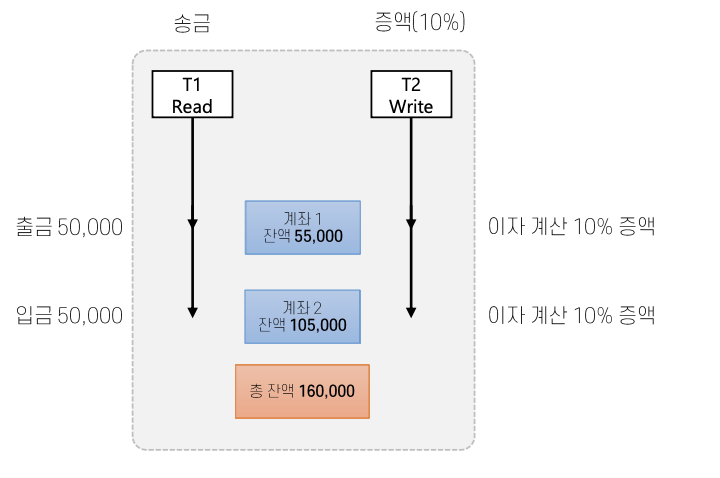 송금
증액(10%)
T1
Read
T2
Write
출금 50,000
계좌 1
잔액 55,000
이자 계산 10% 증액
입금 50,000
계좌 2
잔액 105,000
이자 계산 10% 증액
총 잔액 160,000